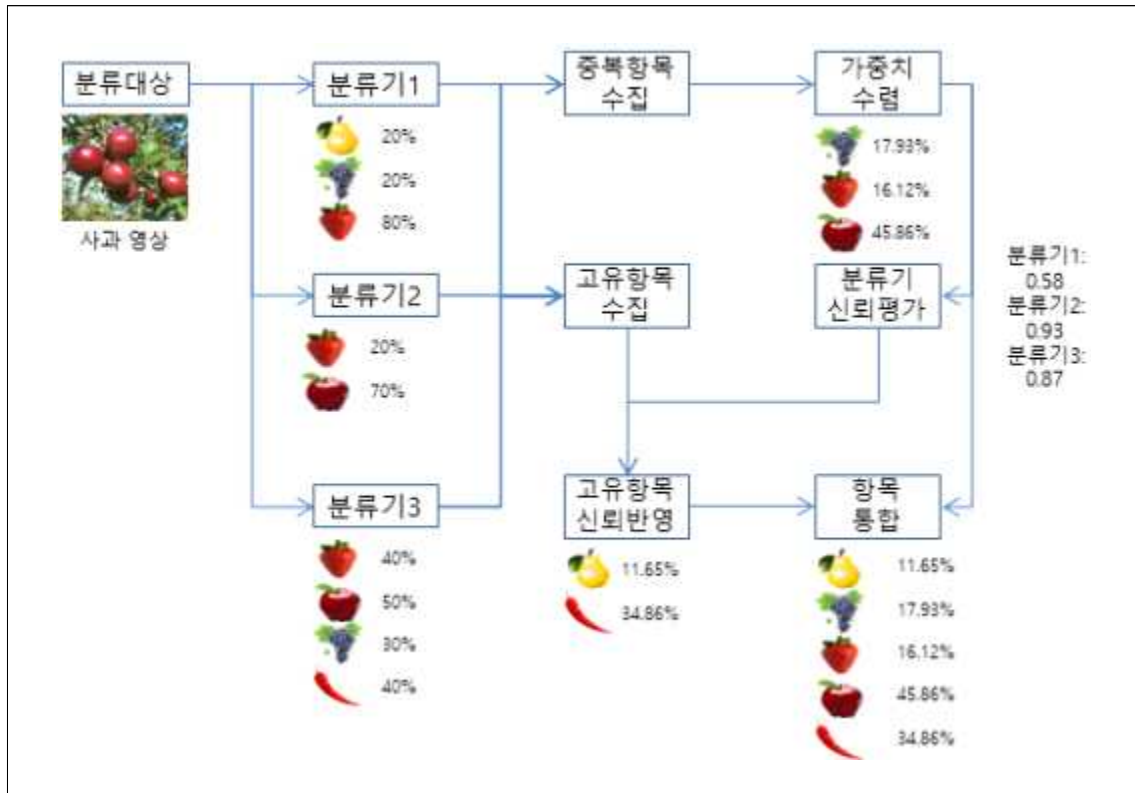 분류대상
사과 영상
분류기1
20%
20%
80%
분류기2
20%
70%
분류기3
40%
50%
30%
40%
중복항목
수집
고유항목
수집
고유항목
신뢰반영
11.65%
34.86%
가중치
수렴
17.93%
16.12%
45.86%
분류기
신뢰평가
분류기1:
0.58
분류기2:
0.93
분류기3:
0.87
항목
통합
11.65%
17.93%
16.12%
45.86%
34.86%